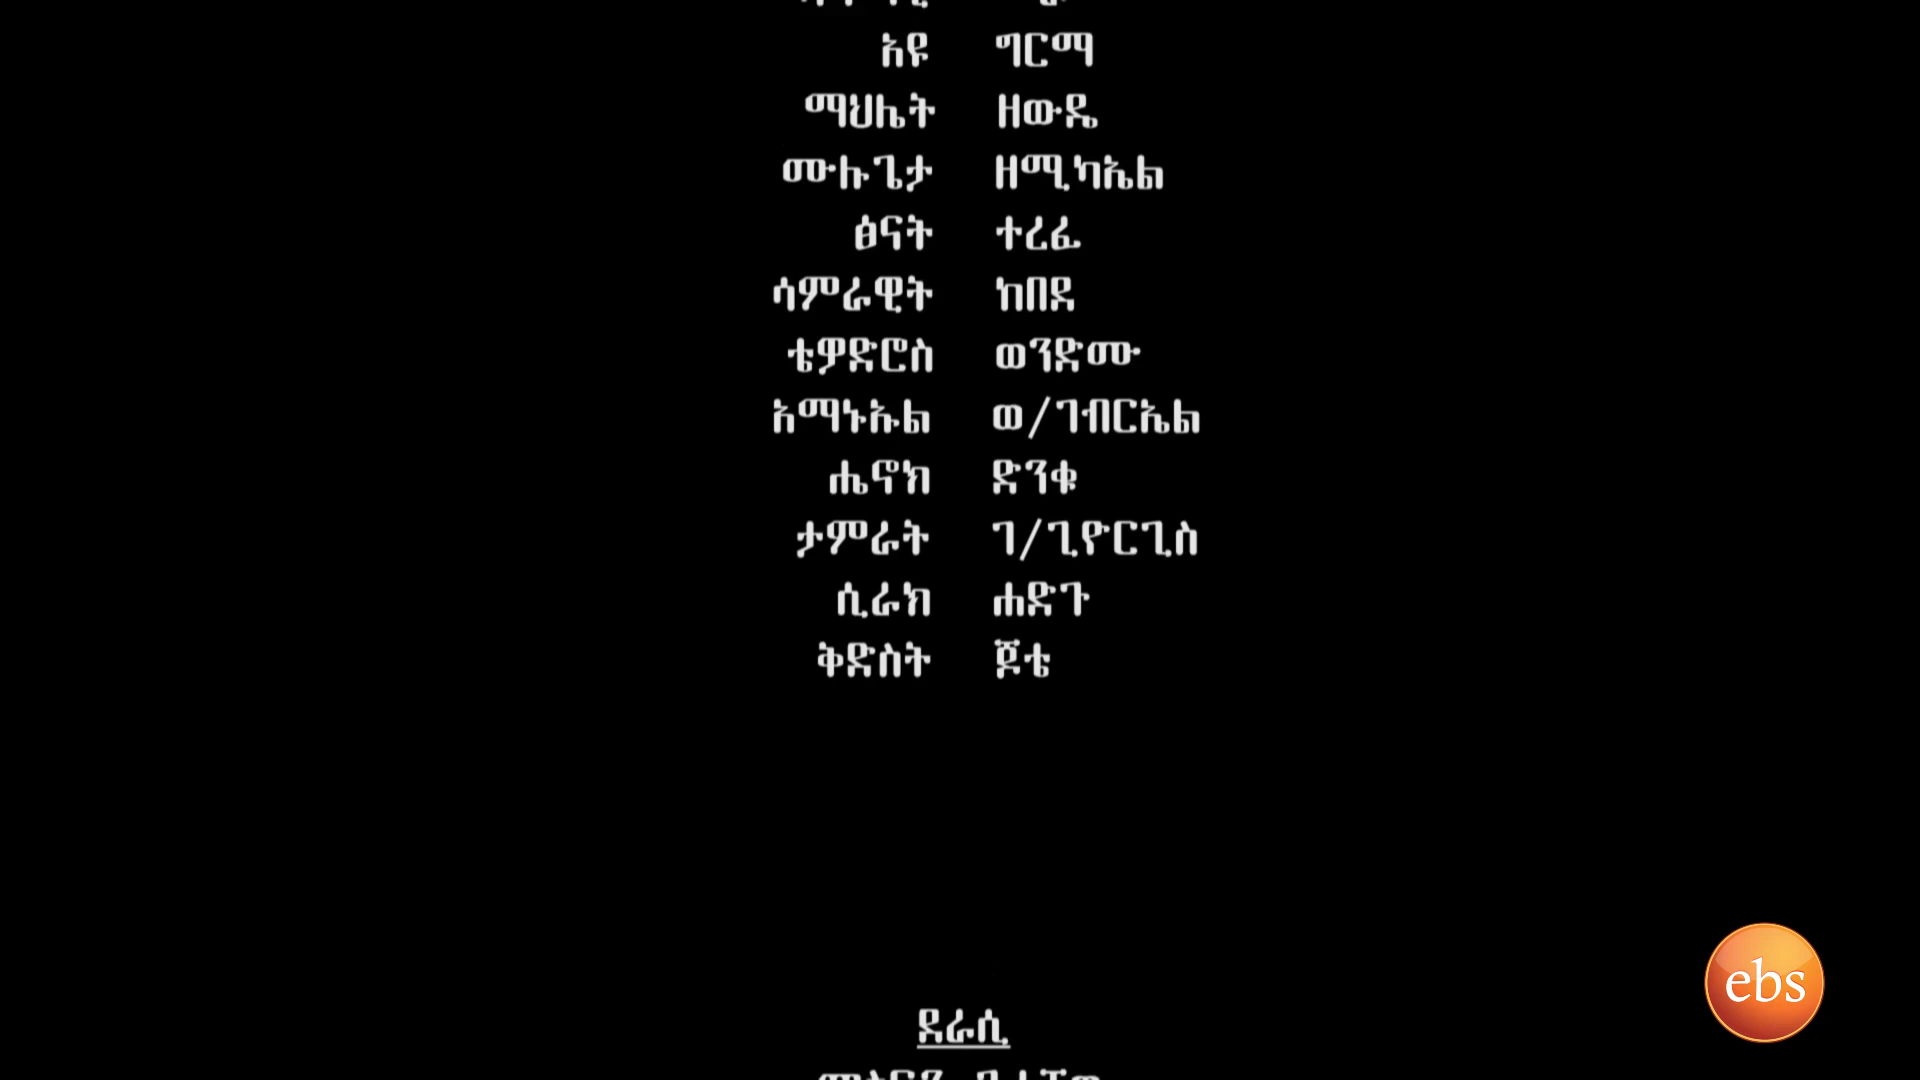 እዩ ግርማ
ማህሌት ዘውዴ
ሙሉጌታ ዘሚካኤል
ፅናት ተረፈ
ሳምራዊት ከበደ
ቴዎድሮስ ወንድሙ
አማኑኤል ወ/ገብርኤል
ሔኖክ ድንቁ
ታምራት ገ/ጊዮርጊስ
ሲራክ ሐድጉ
ቅድስት ጆቴ
ebs
ደራሲ